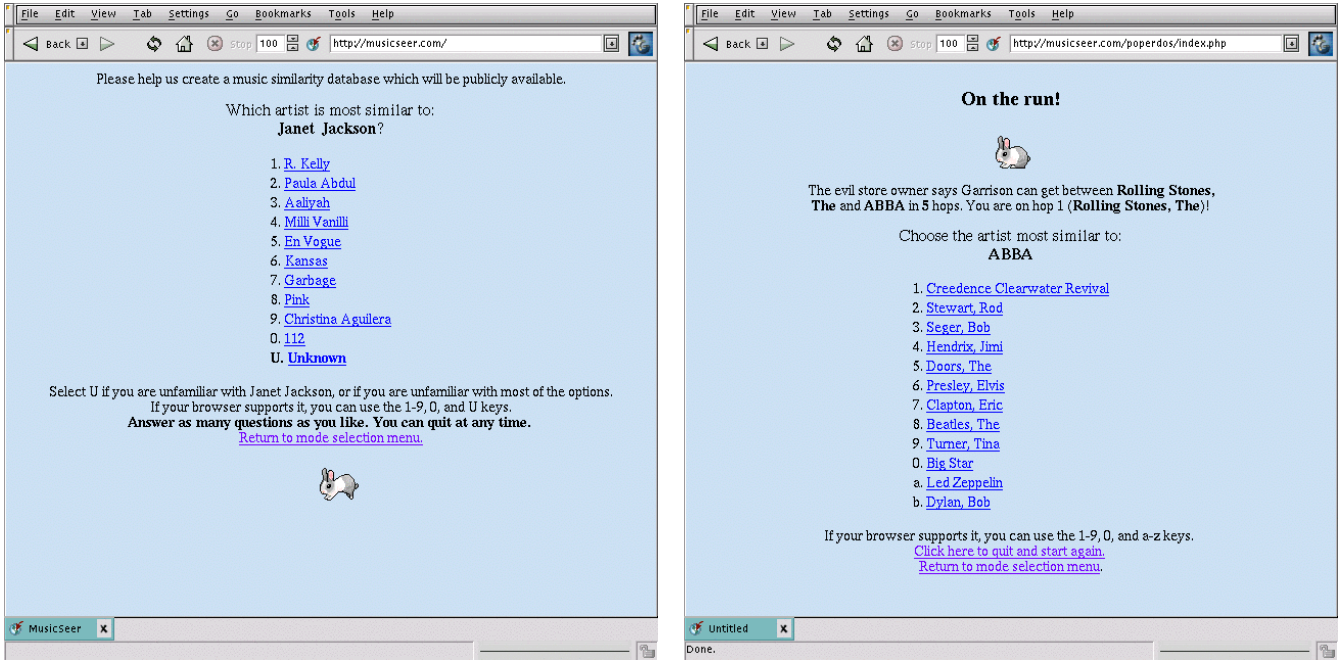 File Edit View Tab Settings Go Bookmarks Tools Help
Back Stop 100 http://musicseer.com/
Please help us create a music similarity database which will be publicly available.
Which artist is most similar to:
Janet Jackson?
1. R. Kelly
2. Paula Abdul
3. Aaliyah
4. Milli Vanilli
5. En Vogue
6. Kansas
7. Garbage
8. Pink
9. Christina Aguilera
0. 112
U. Unknown
Select U if you are unfamiliar with Janet Jackson, or if you are unfamiliar with most of the options.
If your browser supports it, you can use the 1-9, 0, and U keys.
Answer as many questions as you like. You can quit at any time.
Return to mode selection menu.
MusicSeer X
File Edit View Tab Settings Go Bookmarks Tools Help
Back Stop 100 http://musicseer.com/poperdos/index.php
On the run!
The evil store owner says Garrison can get between Rolling Stones,
The and ABBA in 5 hops. You are on hop 1 (Rolling Stones, The)!
Choose the artist most similar to:
ABBA
1. Creedence Clearwater Revival
2. Stewart, Rod
3. Seger, Bob
4. Hendrix, Jimi
5. Doors, The
6. Presley, Elvis
7. Clapton, Eric
8. Beatles, The
9. Turner, Tina
0. Big Star
a. Led Zeppelin
b. Dylan, Bob
If your browser supports it, you can use the 1-9, 0, and a-z keys.
Click here to quit and start again.
Return to mode selection menu.
Untitled X
Done.